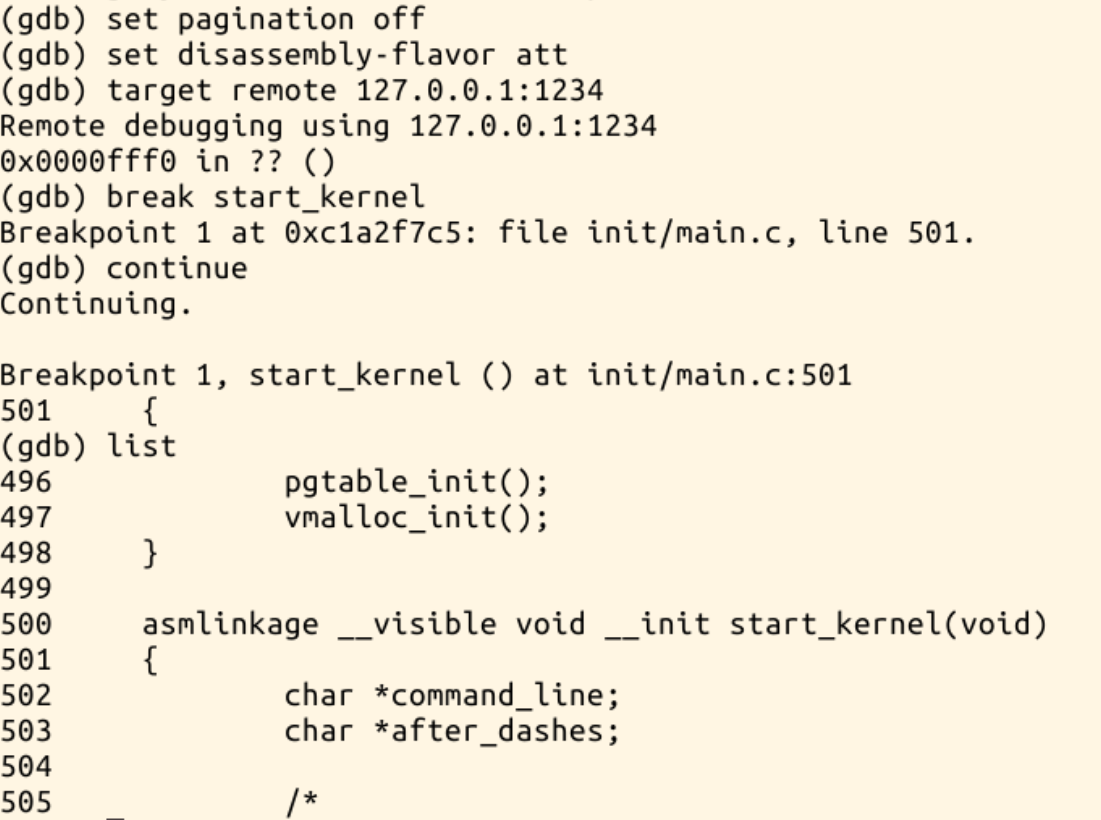 (gdb) set pagination off
(gdb) set disassembly-flavor att
(gdb) target remote 127.0.0.1:1234
Remote debugging using 127.0.0.1:1234
0x0000fff0 in ?? ()
(gdb) break start_kernel
Breakpoint 1 at 0xc1a2f7c5: file init/main.c, line 501.
(gdb) continue
Continuing.

Breakpoint 1, start_kernel () at init/main.c:501
501     {
(gdb) list
496             pgtable_init();
497             vmalloc_init();
498     }
499
500     asmlinkage __visible void __init start_kernel(void)
501     {
502             char *command_line;
503             char *after_dashes;
504
505             /*